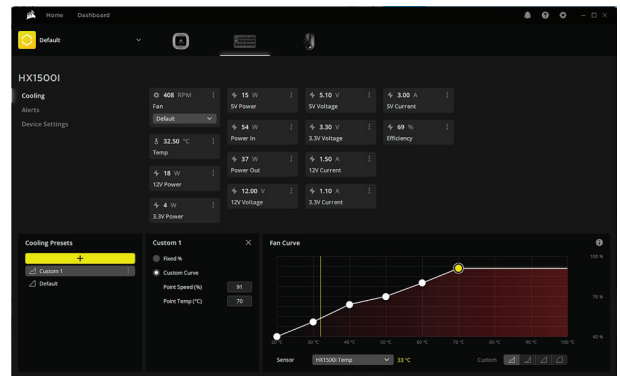 Home Dashboard
Default
HX1500I
Cooling
Alerts
Device Settings
408 RPM
Fan
Default
32.50 °C
Temp
18 W
12V Power
4 W
3.3V Power
15 W
5V Power
54 W
Power In
37 W
Power Out
12.00 V
12V Voltage
5.10 V
5V Voltage
3.30 V
3.3V Voltage
1.50 A
12V Current
1.10 A
3.3V Current
3.00 A
5V Current
69 %
Efficiency
Cooling Presets
+
Custom 1
Default
Custom 1
Fixed %
Custom Curve
Point Speed (%) 91
Point Temp (°C) 70
Fan Curve
100 %
70 %
40 %
20 °C 30 °C 40 °C 50 °C 60 °C 70 °C 80 °C 90 °C 100 °C
Sensor HX1500i Temp 33 °C Custom